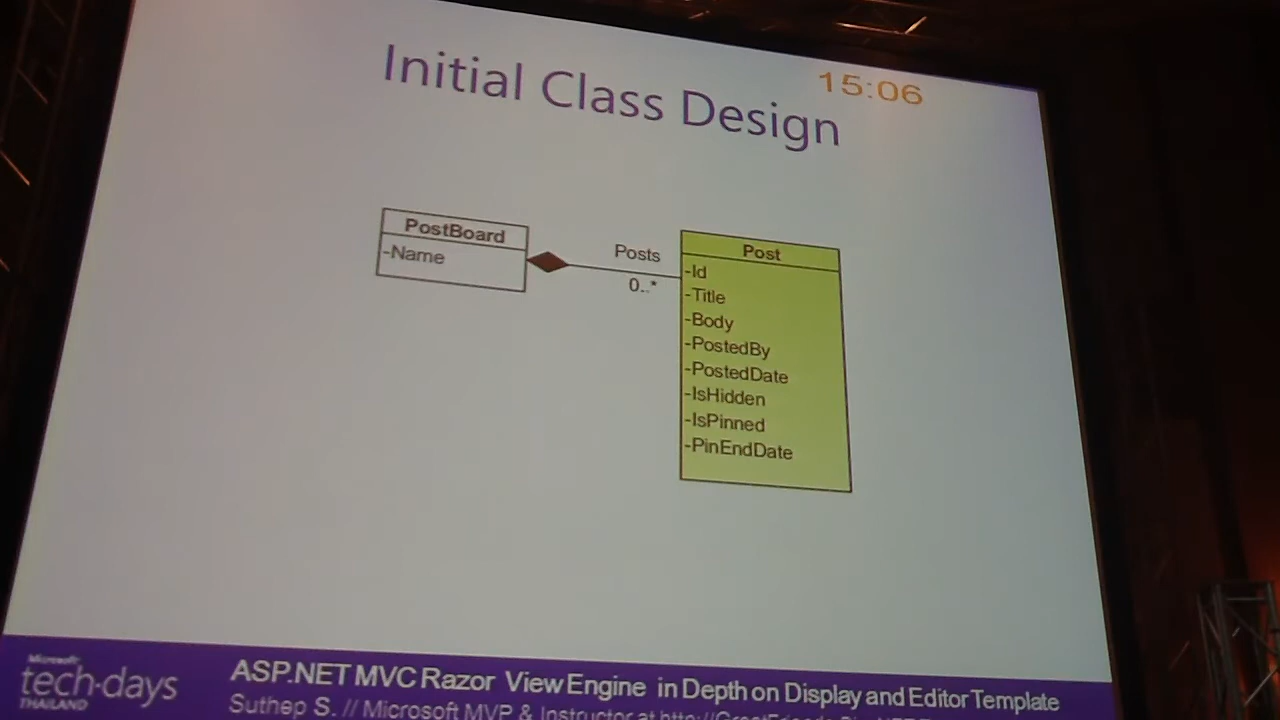 15:06
Initial Class Design
PostBoard
-Name
Posts
0..*
Post
-Id
-Title
-Body
-PostedBy
-PostedDate
-IsHidden
-IsPinned
-PinEndDate
Microsoft
tech·days
THAILAND
ASP.NET MVC Razor View Engine in Depth on Display and Editor Template
Suthep S. // Microsoft MVP & Instructor at